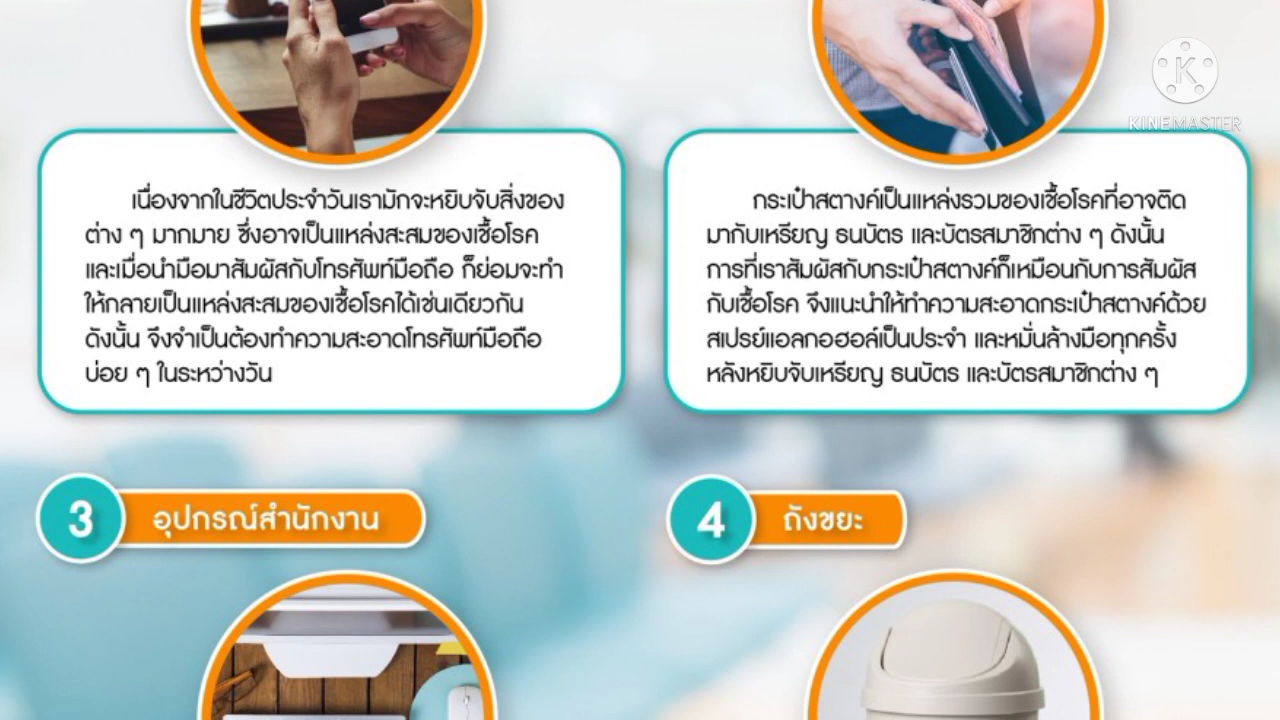 KINEMASTER
เนื่องจากในชีวิตประจำวันเรามักจะหยิบจับสิ่งของ
ต่าง ๆ มากมาย ซึ่งอาจเป็นแหล่งสะสมของเชื้อโรค
และเมื่อนำมือมาสัมผัสกับโทรศัพท์มือถือ ก็ย่อมจะทำ
ให้กลายเป็นแหล่งสะสมของเชื้อโรคได้เช่นเดียวกัน
ดังนั้น จึงจำเป็นต้องทำความสะอาดโทรศัพท์มือถือ
บ่อย ๆ ในระหว่างวัน
กระเป๋าสตางค์เป็นแหล่งรวมของเชื้อโรคที่อาจติด
มากับเหรียญ ธนบัตร และบัตรสมาชิกต่าง ๆ ดังนั้น
การที่เราสัมผัสกับกระเป๋าสตางค์ก็เหมือนกับการสัมผัส
กับเชื้อโรค จึงแนะนำให้ทำความสะอาดกระเป๋าสตางค์ด้วย
สเปรย์แอลกอฮอล์เป็นประจำ และหมั่นล้างมือทุกครั้ง
หลังหยิบจับเหรียญ ธนบัตร และบัตรสมาชิกต่าง ๆ
3 อุปกรณ์สำนักงาน
4 ถังขยะ